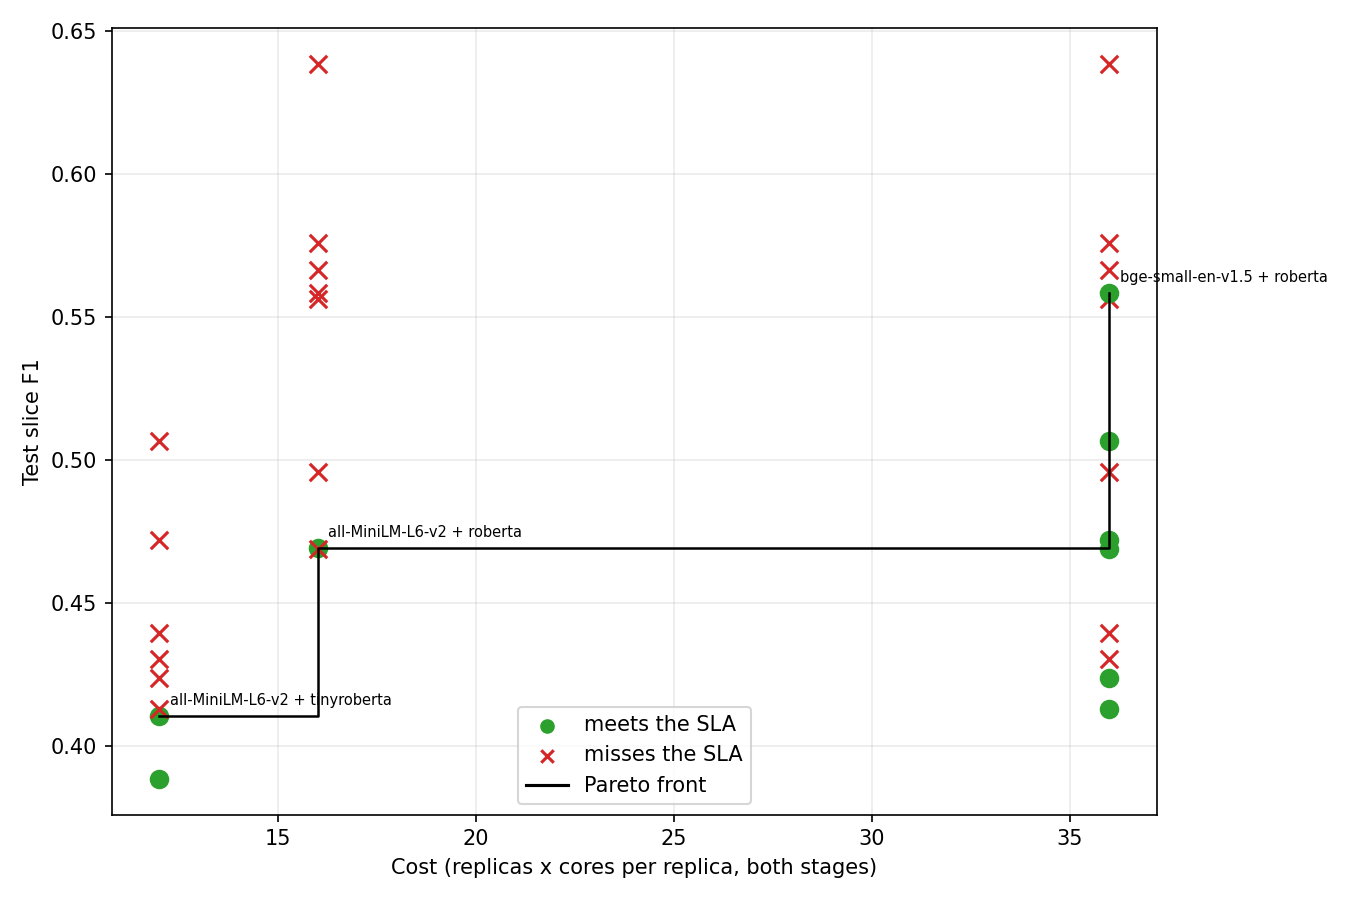 0.65
0.60
0.55
0.50
0.45
0.40
Test slice F1
bge-small-en-v1.5 + roberta
all-MiniLM-L6-v2 + roberta
all-MiniLM-L6-v2 + tinyroberta
meets the SLA
misses the SLA
Pareto front
15 20 25 30 35
Cost (replicas x cores per replica, both stages)